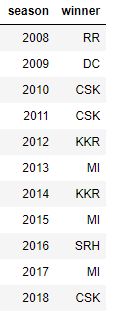 season winner
2008 RR
2009 DC
2010 CSK
2011 CSK
2012 KKR
2013 MI
2014 KKR
2015 MI
2016 SRH
2017 MI
2018 CSK